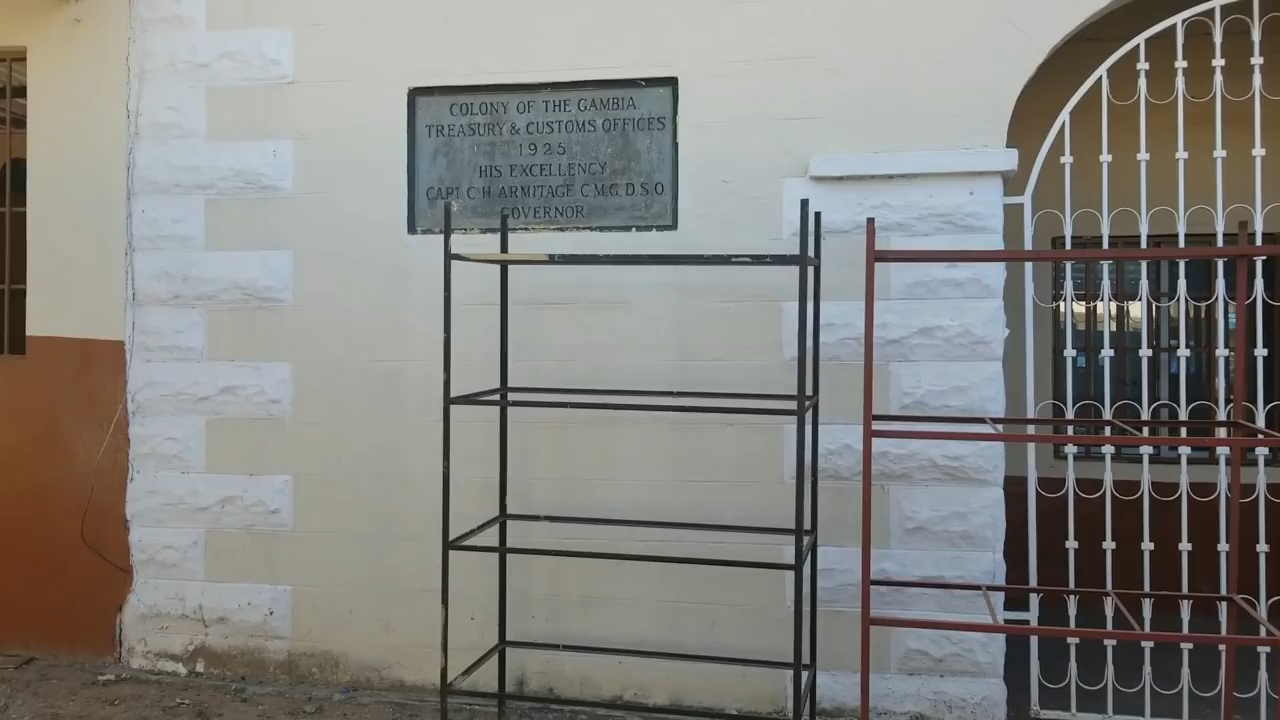 COLONY OF THE GAMBIA.
TREASURY & CUSTOMS OFFICES
1925
HIS EXCELLENCY
CAPT. C. H. ARMITAGE C.M.G. D.S.O.
GOVERNOR.